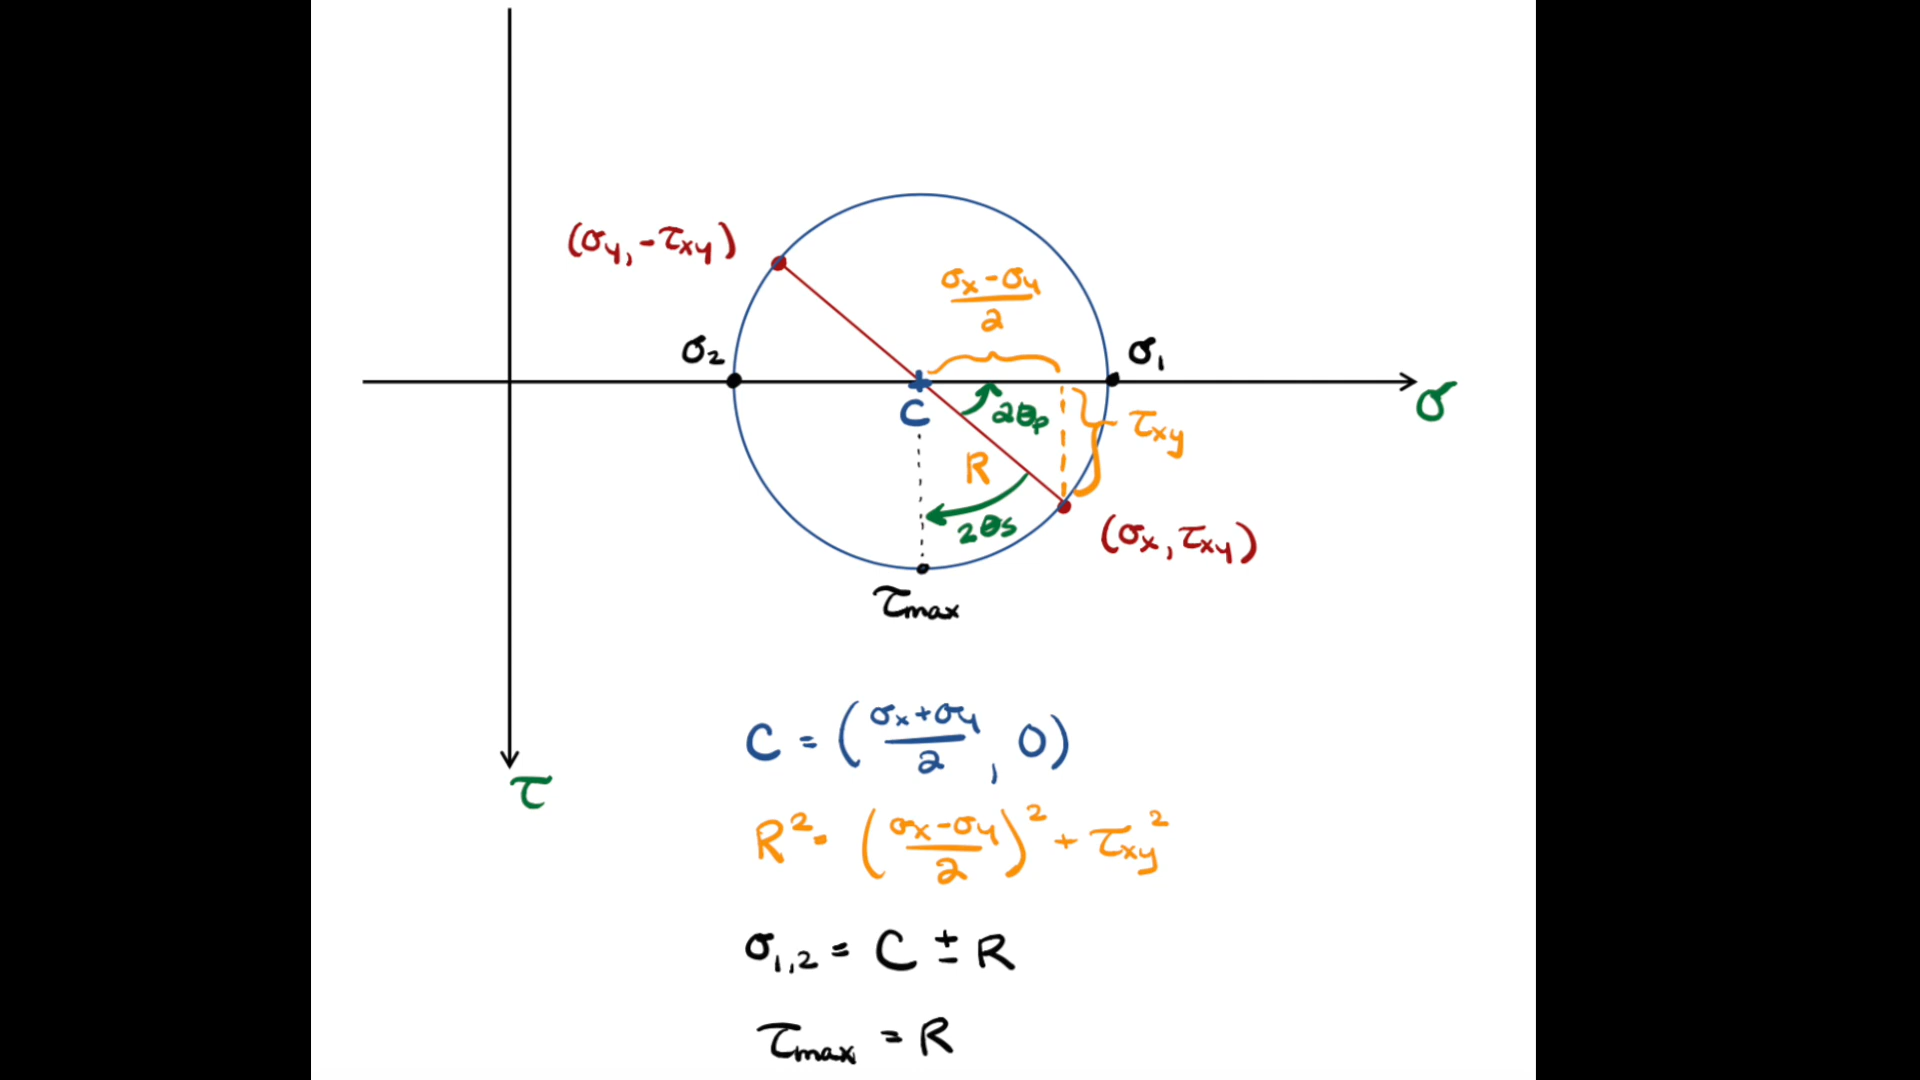 (σy, -τxy)
σx - σy
2
σ2
σ1
C
2θp
τxy
σ
R
2θs
(σx, τxy)
τmax
τ
C = (σx+σy/2, 0)
R² = (σx-σy/2)² + τxy²
σ1,2 = C ± R
τmax = R